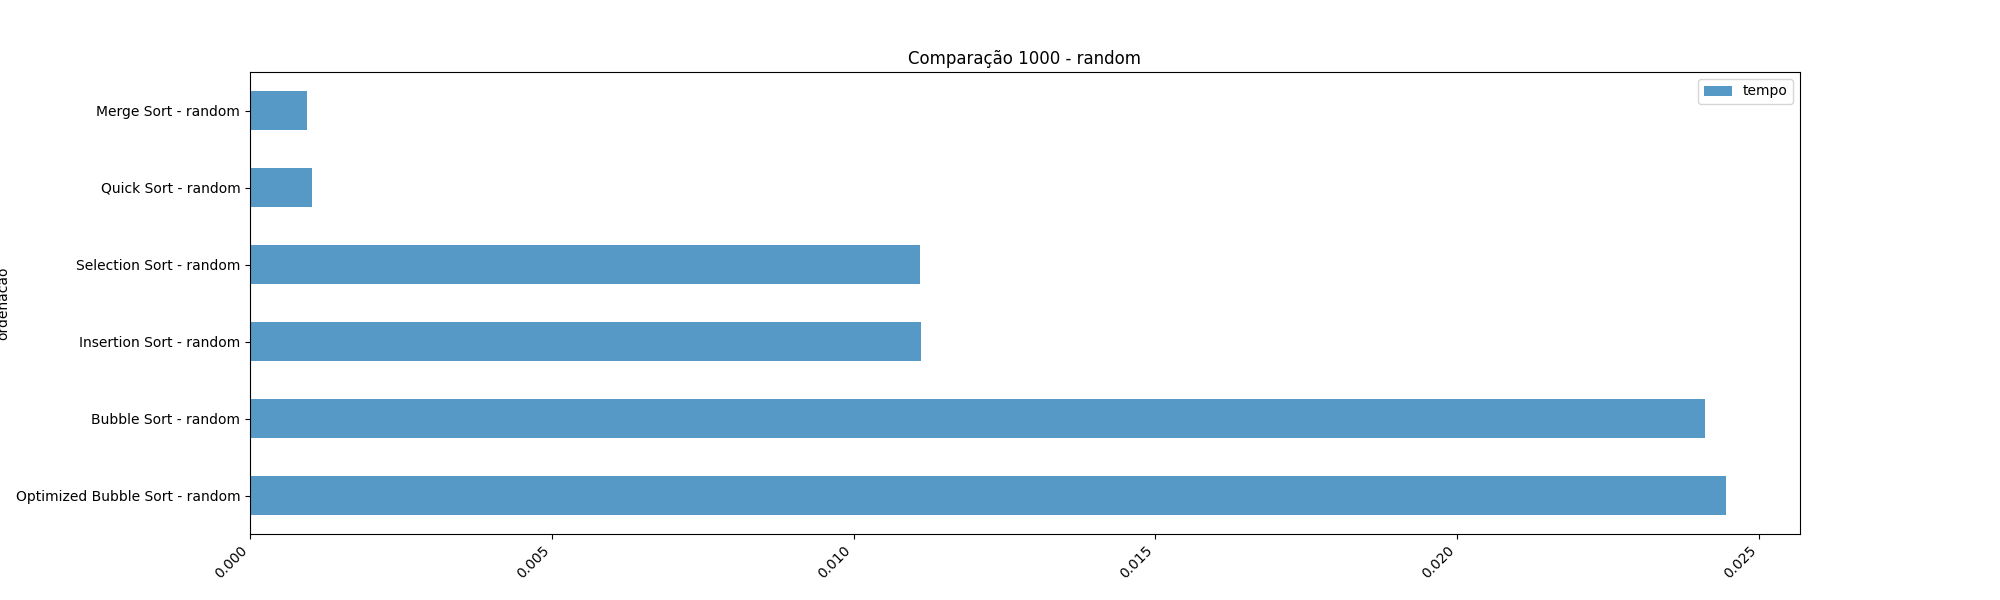 Comparação 1000 - random
tempo
ordenacao
Merge Sort - random
Quick Sort - random
Selection Sort - random
Insertion Sort - random
Bubble Sort - random
Optimized Bubble Sort - random
0.000
0.005
0.010
0.015
0.020
0.025